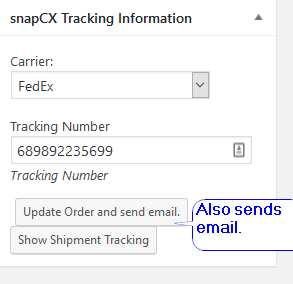 snapCX Tracking Information
Carrier:
FedEx
Tracking Number
689892235699
Tracking Number
Update Order and send email.
Also sends
email.
Show Shipment Tracking